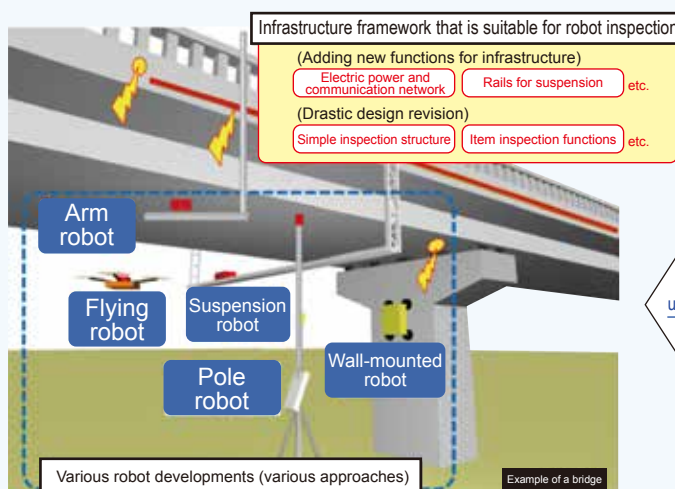 Infrastructure framework that is suitable for robot inspection
(Adding new functions for infrastructure)
Electric power and
communication network
Rails for suspension
etc.
(Drastic design revision)
Simple inspection structure
Item inspection functions
etc.
Arm
robot
Flying
robot
Suspension
robot
Pole
robot
Wall-mounted
robot
Various robot developments (various approaches)
Example of a bridge